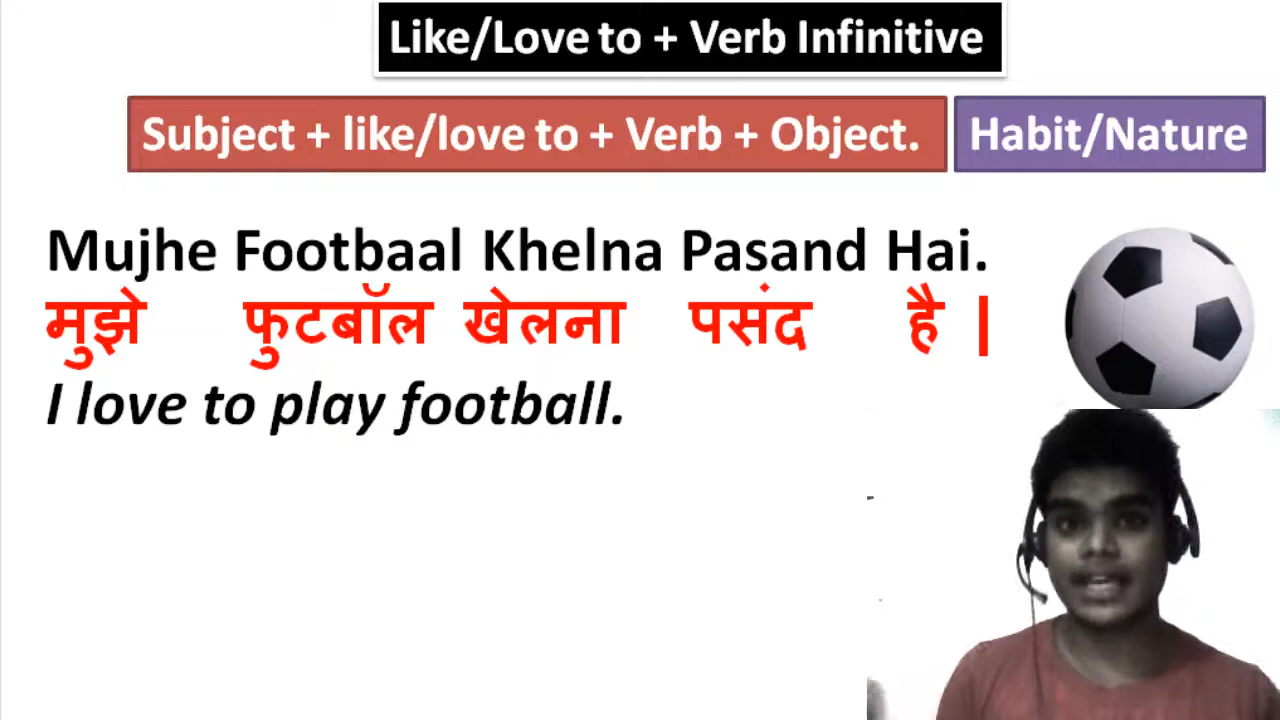 Like/Love to + Verb Infinitive
Subject + like/love to + Verb + Object. Habit/Nature
Mujhe Footbaal Khelna Pasand Hai.
मुझे फुटबॉल खेलना पसंद है |
I love to play football.